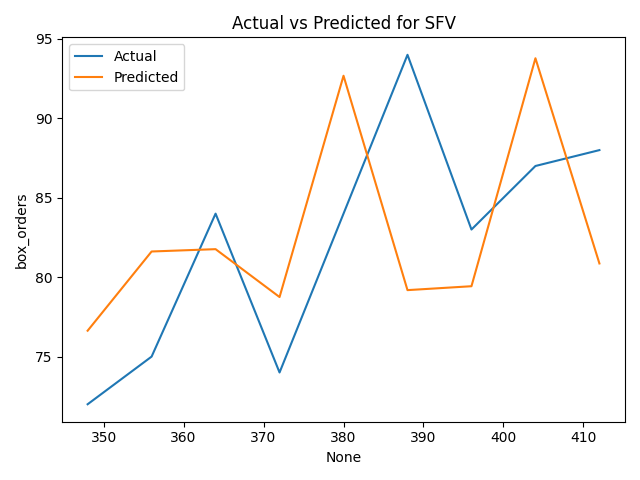 Actual vs Predicted for SFV
Actual
Predicted
95
90
85
80
75
box_orders
350 360 370 380 390 400 410
None